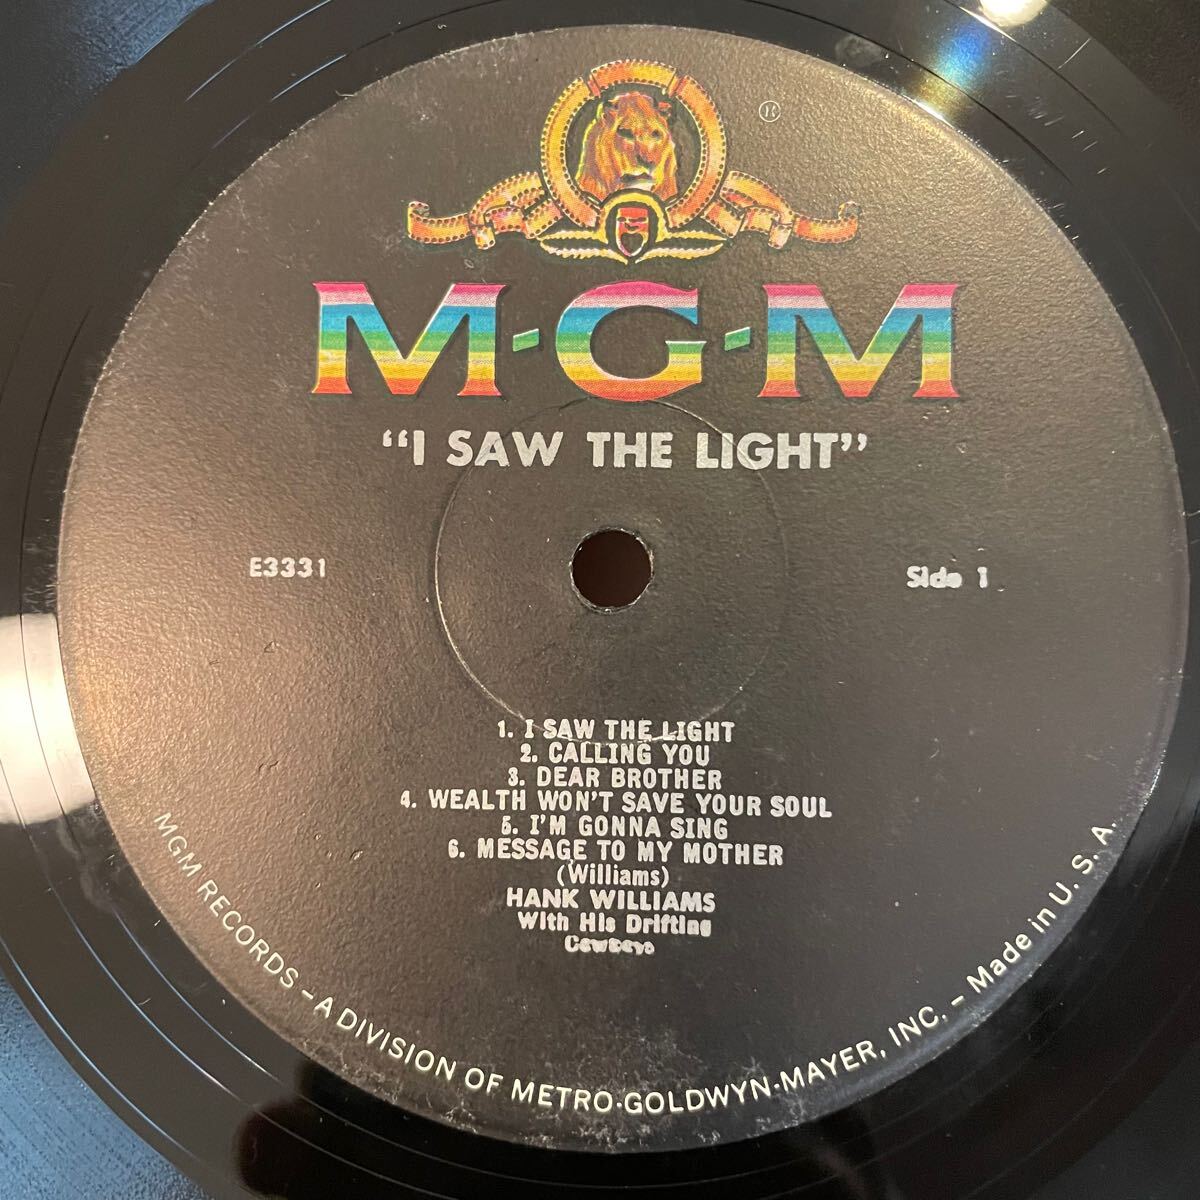 ®
M·G·M
“I SAW THE LIGHT”
E3331
Side 1
1. I SAW THE LIGHT
2. CALLING YOU
3. DEAR BROTHER
4. WEALTH WON'T SAVE YOUR SOUL
5. I'M GONNA SING
6. MESSAGE TO MY MOTHER
(Williams)
HANK WILLIAMS
With His Drifting
Cowboys
MGM RECORDS – A DIVISION OF METRO-GOLDWYN-MAYER, INC. – Made in U. S. A.